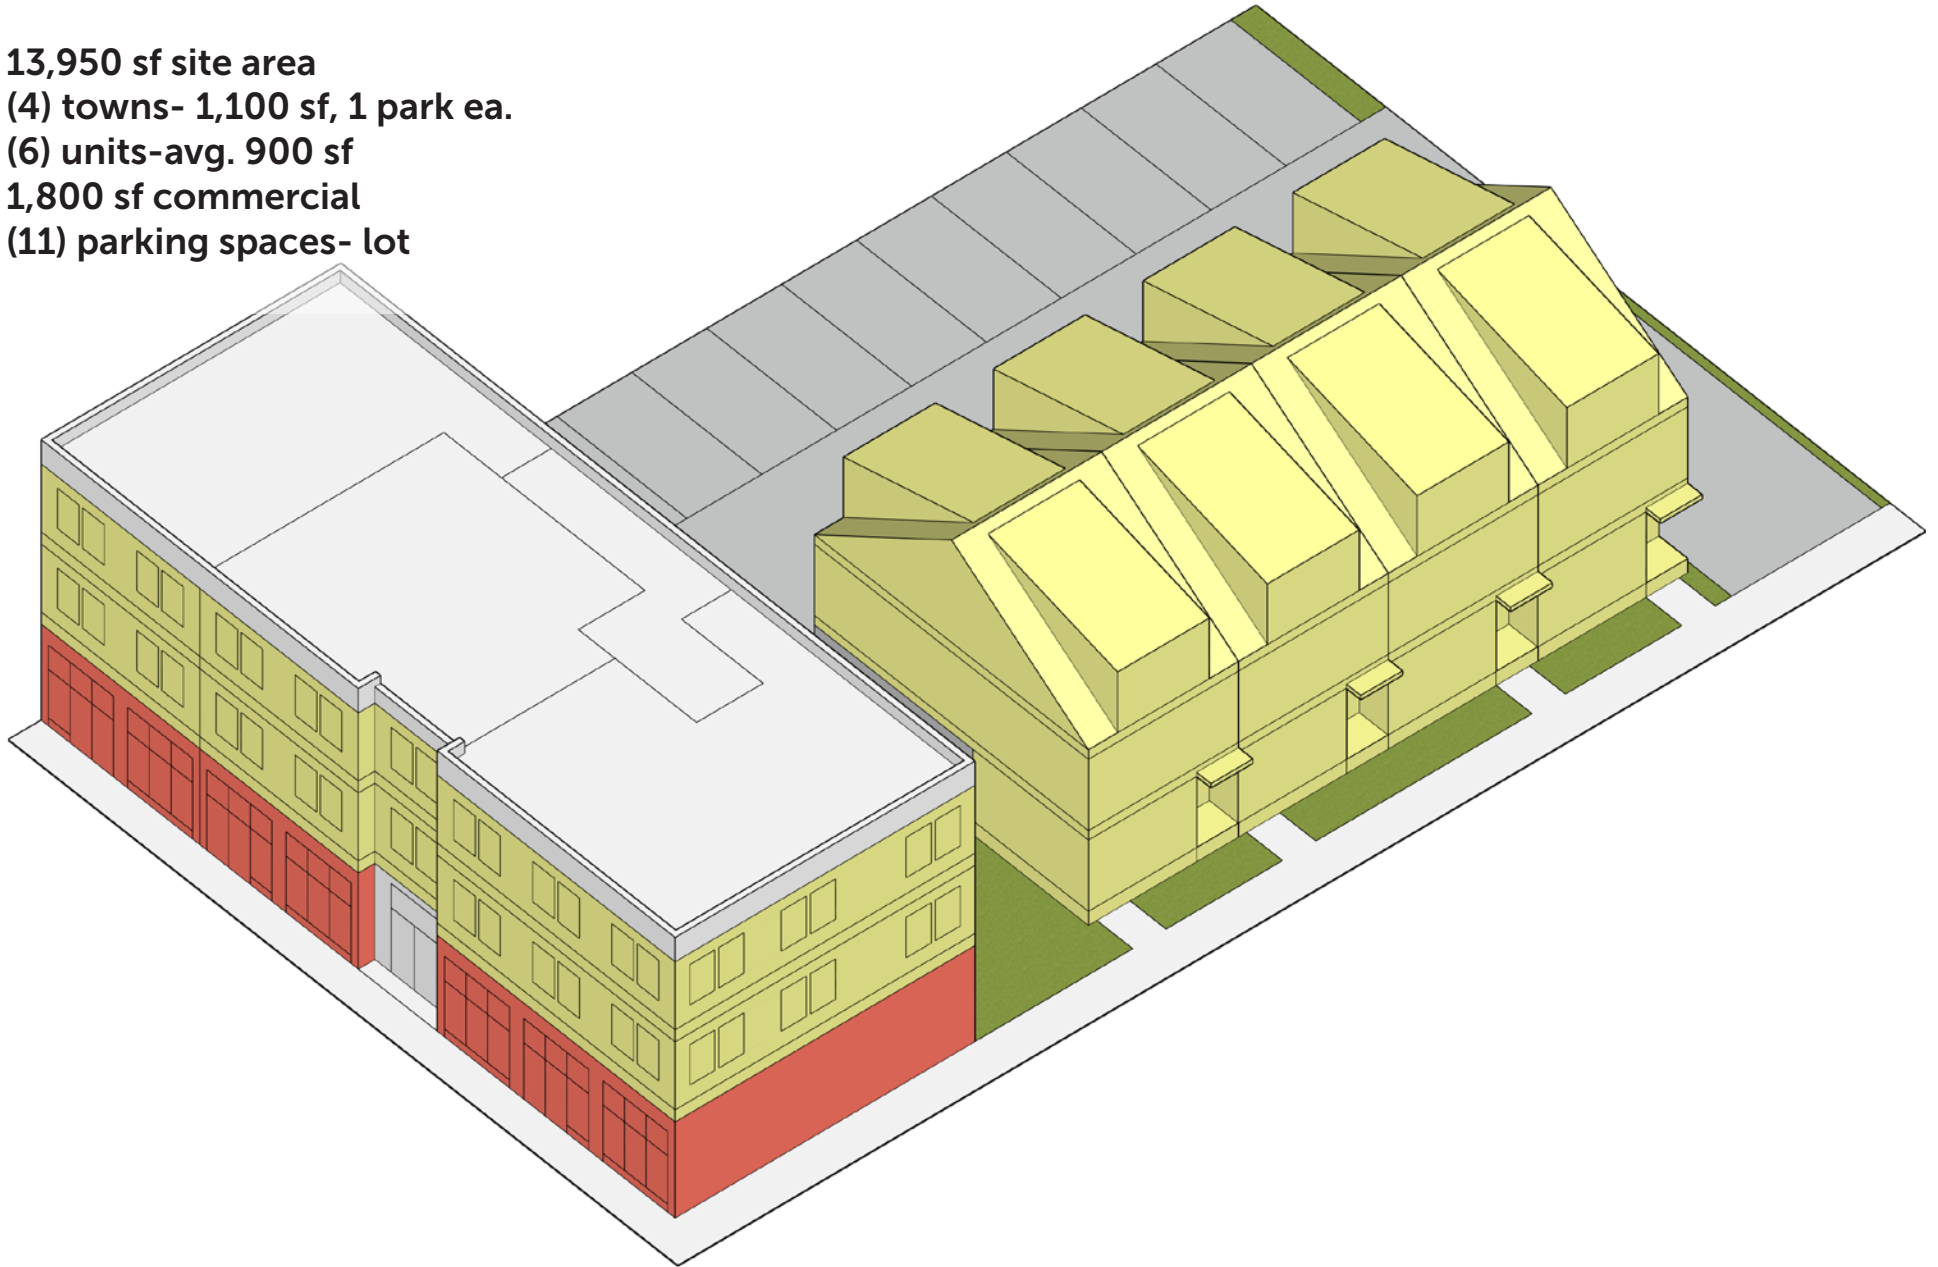 13,950 sf site area
(4) towns- 1,100 sf, 1 park ea.
(6) units-avg. 900 sf
1,800 sf commercial
(11) parking spaces- lot